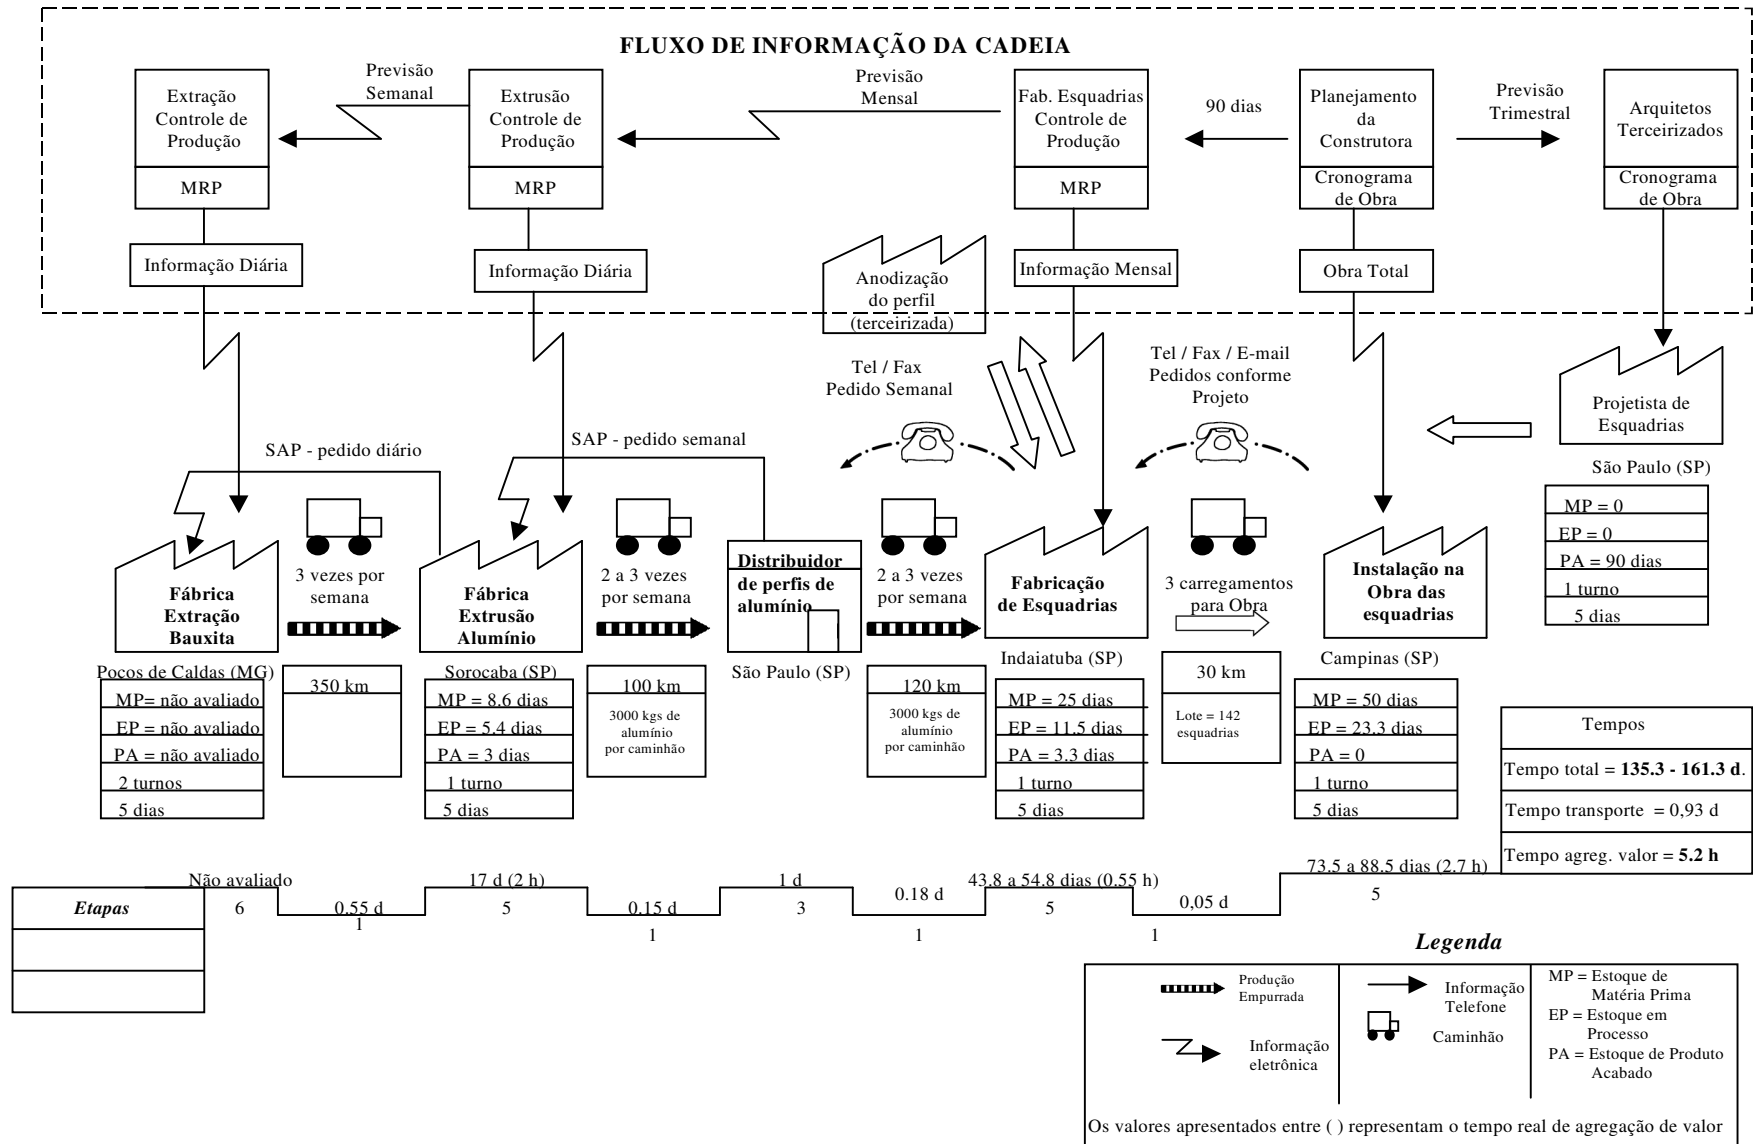 FLUXO DE INFORMAÇÃO DA CADEIA
Extração
Controle de
Produção
MRP
Informação Diária
Previsão
Semanal
Extrusão
Controle de
Produção
MRP
Informação Diária
Previsão
Mensal
Fab. Esquadrias
Controle de
Produção
MRP
Informação Mensal
90 dias
Planejamento
da
Construtora
Cronograma
de Obra
Obra Total
Previsão
Trimestral
Arquitetos
Terceirizados
Cronograma
de Obra
Anodização
do perfil
(terceirizada)
Tel / Fax
Pedido Semanal
Tel / Fax / E-mail
Pedidos conforme
Projeto
Projetista de
Esquadrias
São Paulo (SP)
MP = 0
EP = 0
PA = 90 dias
1 turno
5 dias
SAP - pedido diário
SAP - pedido semanal
Fábrica
Extração
Bauxita
3 vezes por
semana
Fábrica
Extrusão
Alumínio
2 a 3 vezes
por semana
Distribuidor
de perfis de
alumínio
2 a 3 vezes
por semana
Fabricação
de Esquadrias
3 carregamentos
para Obra
Instalação na
Obra das
esquadrias
Pocos de Caldas (MG)
MP= não avaliado
EP = não avaliado
PA = não avaliado
2 turnos
5 dias
350 km
Sorocaba (SP)
MP = 8.6 dias
EP = 5.4 dias
PA = 3 dias
1 turno
5 dias
100 km
3000 kgs de
alumínio
por caminhão
São Paulo (SP)
120 km
3000 kgs de
alumínio
por caminhão
Indaiatuba (SP)
MP = 25 dias
EP = 11.5 dias
PA = 3.3 dias
1 turno
5 dias
30 km
Lote = 142
esquadrias
Campinas (SP)
MP = 50 dias
EP = 23.3 dias
PA = 0
1 turno
5 dias
Tempos
Tempo total = 135.3 - 161.3 d.
Tempo transporte = 0,93 d
Tempo agreg. valor = 5.2 h
Etapas
Não avaliado
6
0.55 d
1
17 d (2 h)
5
0.15 d
1
1 d
3
0.18 d
1
43.8 a 54.8 dias (0.55 h)
5
0,05 d
1
73.5 a 88.5 dias (2.7 h)
5
Legenda
Produção
Empurrada
Informação
eletrônica
Informação
Telefone
Caminhão
MP = Estoque de
Matéria Prima
EP = Estoque em
Processo
PA = Estoque de Produto
Acabado
Os valores apresentados entre ( ) representam o tempo real de agregação de valor